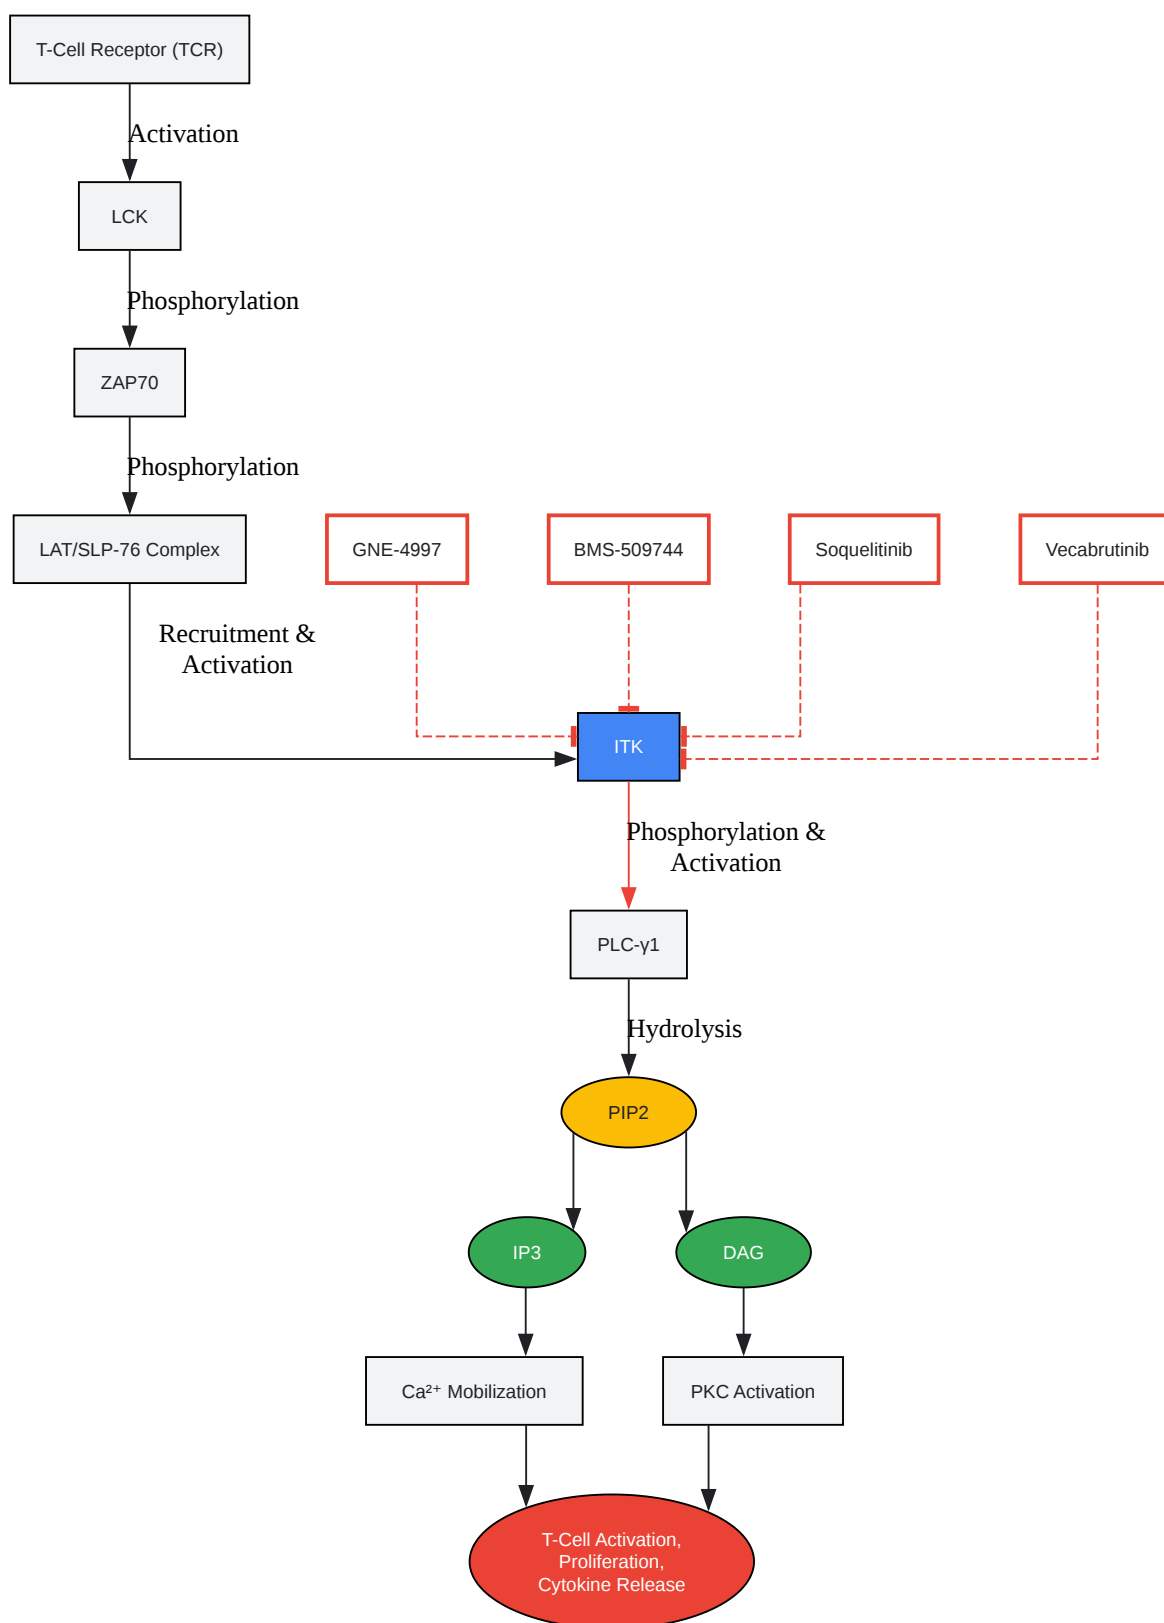 T-Cell Receptor (TCR)
Activation
LCK
Phosphorylation
ZAP70
Phosphorylation
LAT/SLP-76 Complex
GNE-4997
BMS-509744
Soquelitinib
Vecabrutinib
Recruitment &
Activation
ITK
Phosphorylation &
Activation
PLC-γ1
Hydrolysis
PIP2
IP3
DAG
Ca²⁺ Mobilization
PKC Activation
T-Cell Activation,
Proliferation,
Cytokine Release